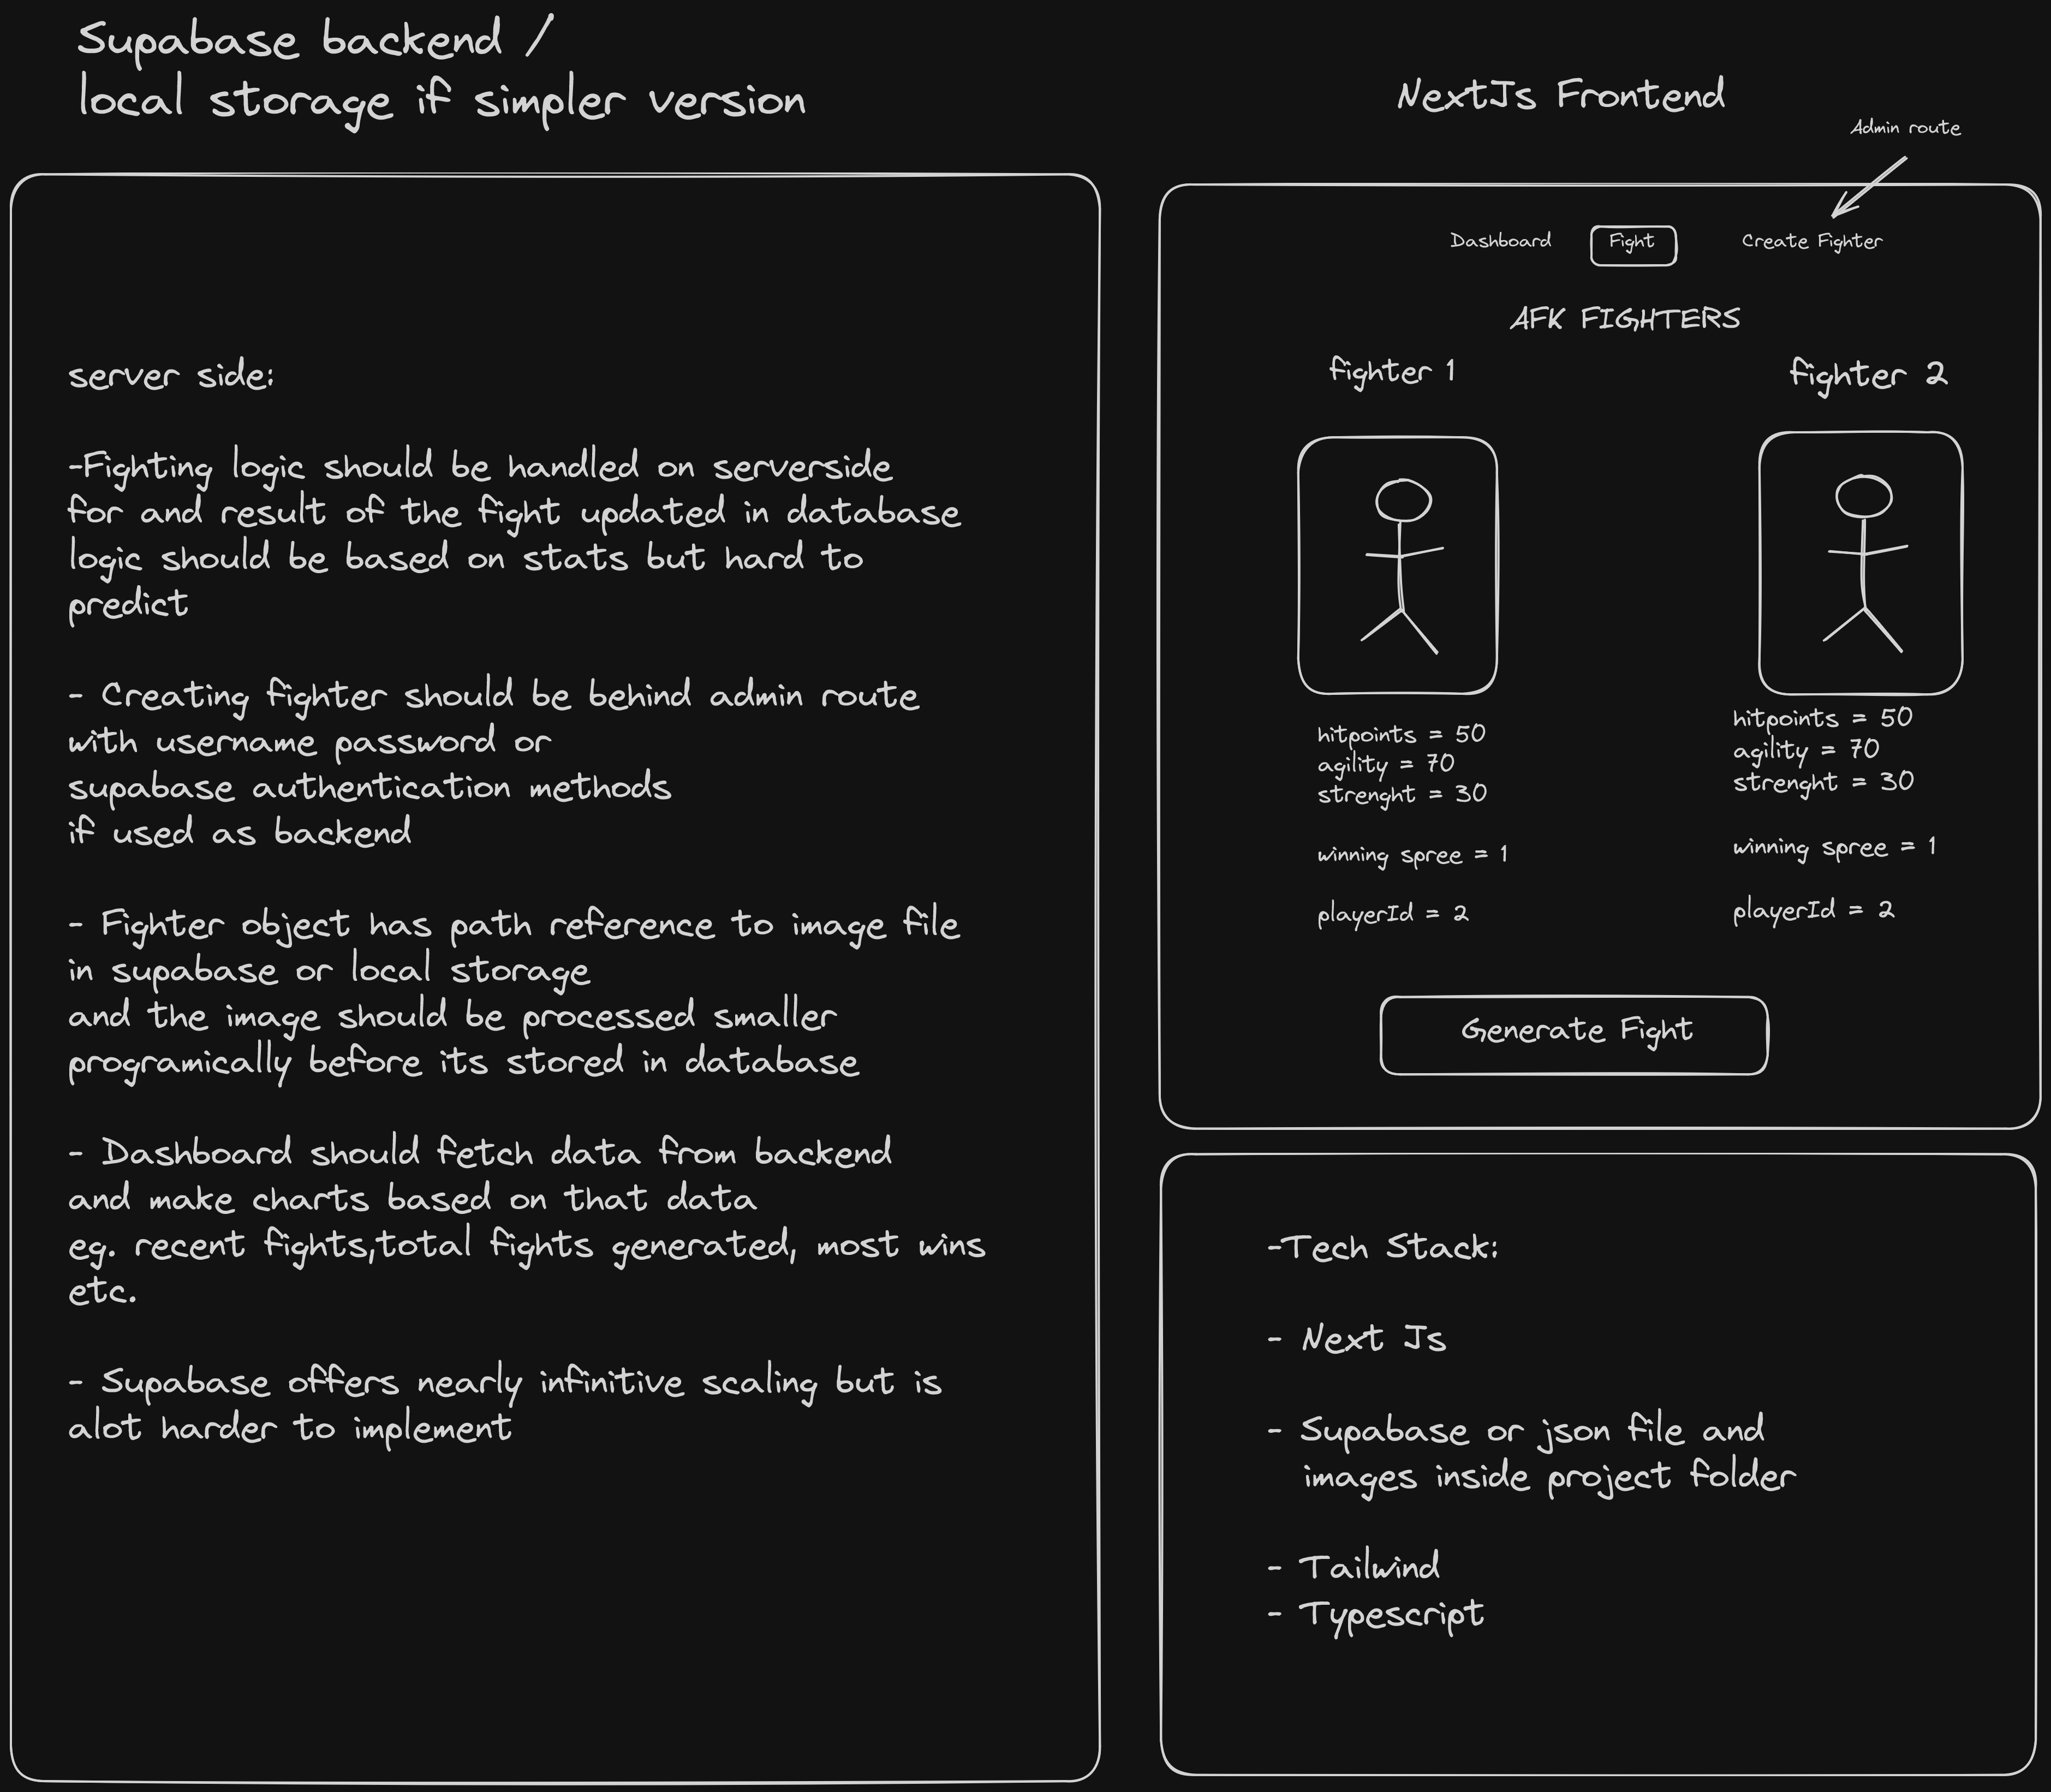 Supabase backend /
local storage if simpler version
server side:
-Fighting logic should be handled on serverside
for and result of the fight updated in database
logic should be based on stats but hard to
predict
- Creating fighter should be behind admin route
with username password or
supabase authentication methods
if used as backend
- Fighter object has path reference to image file
in supabase or local storage
and the image should be processed smaller
programically before its stored in database
- Dashboard should fetch data from backend
and make charts based on that data
eg. recent fights,total fights generated, most wins
etc.
- Supabase offers nearly infinitive scaling but is
alot harder to implement
NextJs Frontend
Admin route
Dashboard
Fight
Create Fighter
AFK FIGHTERS
fighter 1
hitpoints = 50
agility = 70
strenght = 30
winning spree = 1
playerId = 2
fighter 2
hitpoints = 50
agility = 70
strenght = 30
winning spree = 1
playerId = 2
Generate Fight
-Tech Stack:
- Next Js
- Supabase or json file and
images inside project folder
- Tailwind
- Typescript